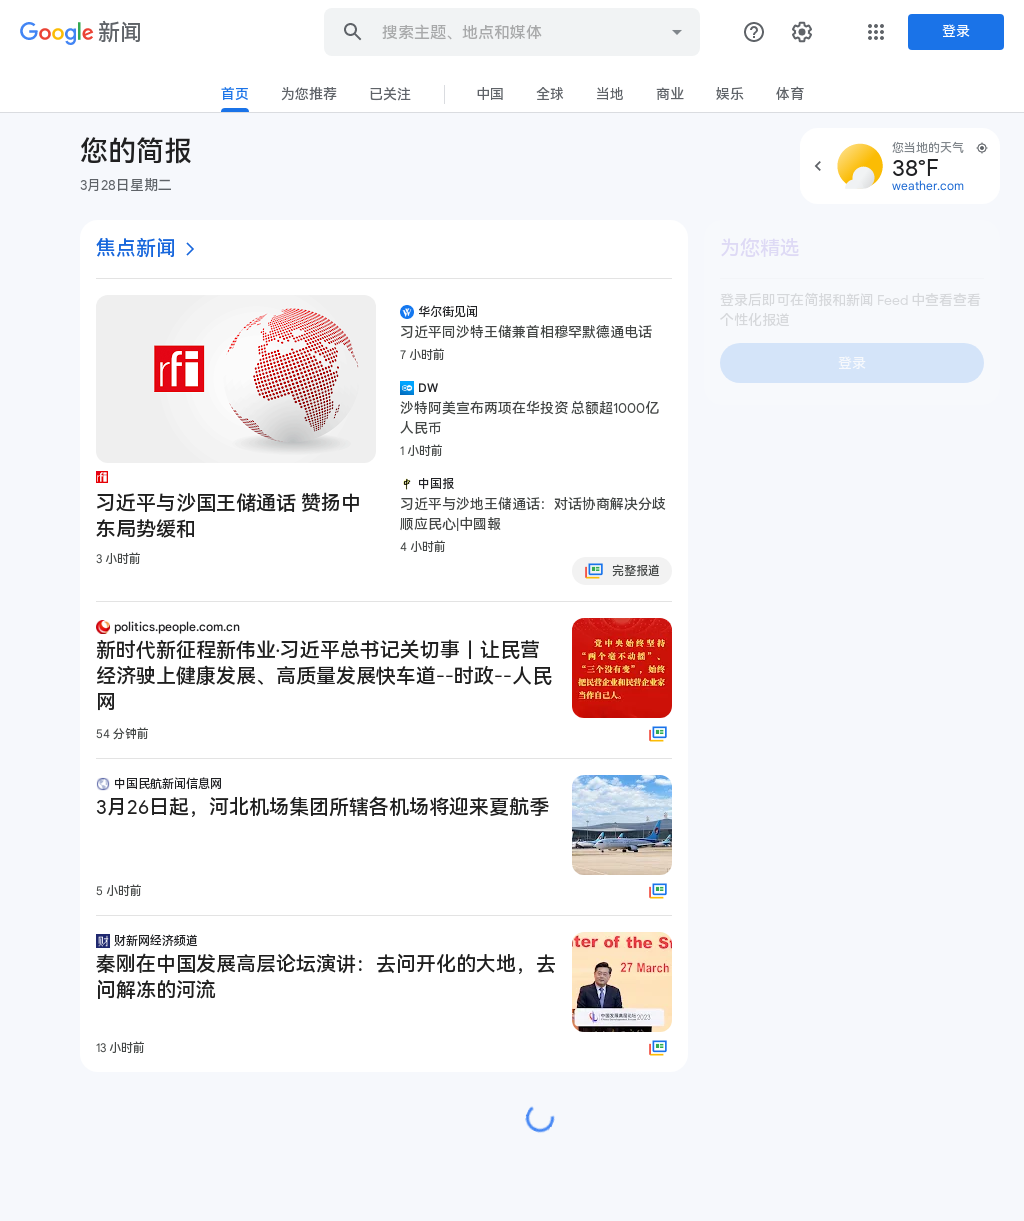 Google 新闻
搜索主题、地点和媒体
登录
首页
为您推荐
已关注
中国
全球
当地
商业
娱乐
体育
您的简报
3月28日星期二
您当地的天气
38°F
weather.com
焦点新闻
rfi
rfi
习近平与沙国王储通话 赞扬中
东局势缓和
3 小时前
华尔街见闻
习近平同沙特王储兼首相穆罕默德通电话
7 小时前
DW
沙特阿美宣布两项在华投资 总额超1000亿
人民币
1 小时前
中国报
习近平与沙地王储通话：对话协商解决分歧
顺应民心|中國報
4 小时前
完整报道
为您精选
登录后即可在简报和新闻 Feed 中查看查看
个性化报道
登录
politics.people.com.cn
新时代新征程新伟业·习近平总书记关切事丨让民营
经济驶上健康发展、高质量发展快车道--时政--人民
网
54 分钟前
党中央始终坚持
“两个毫不动摇”、
“三个没有变”，始终
把民营企业和民营企业家
当作自己人。
中国民航新闻信息网
3月26日起，河北机场集团所辖各机场将迎来夏航季
5 小时前
财
财新网经济频道
秦刚在中国发展高层论坛演讲：去问开化的大地，去
问解冻的河流
13 小时前
nter of the St
27 March
中国发展高层论坛 2023